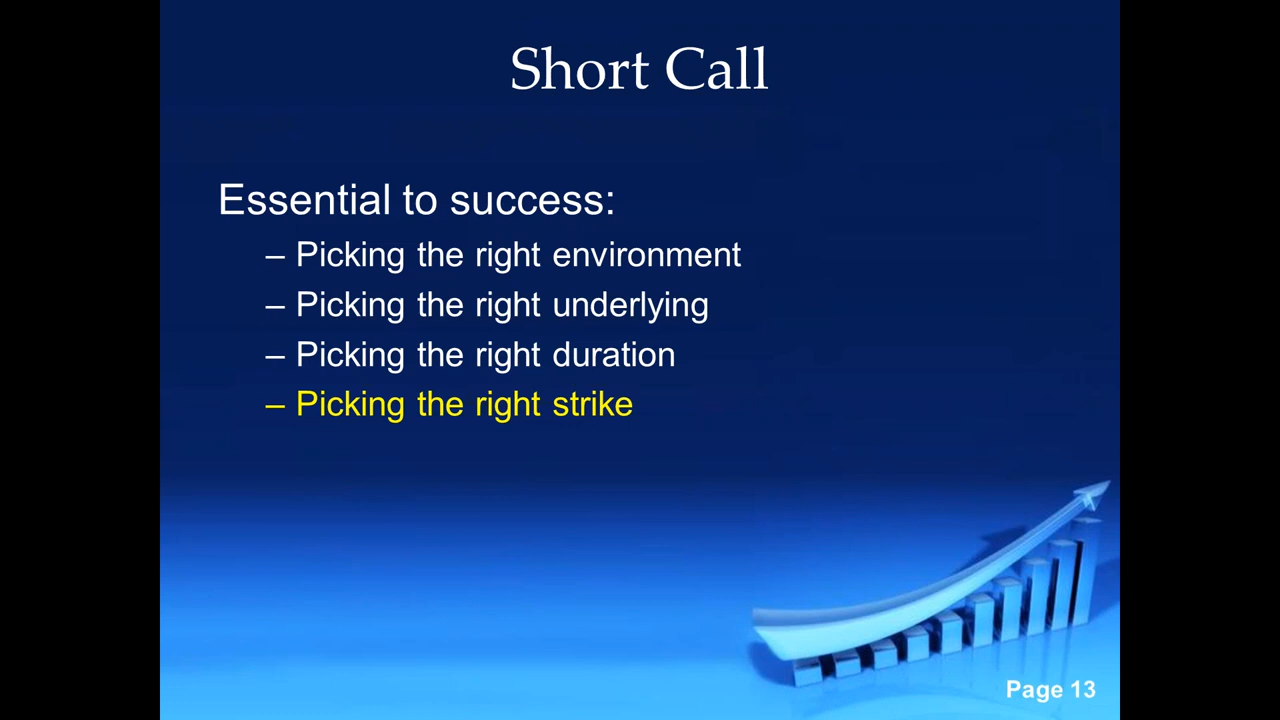 Short Call
Essential to success:
– Picking the right environment
– Picking the right underlying
– Picking the right duration
– Picking the right strike
Page 13